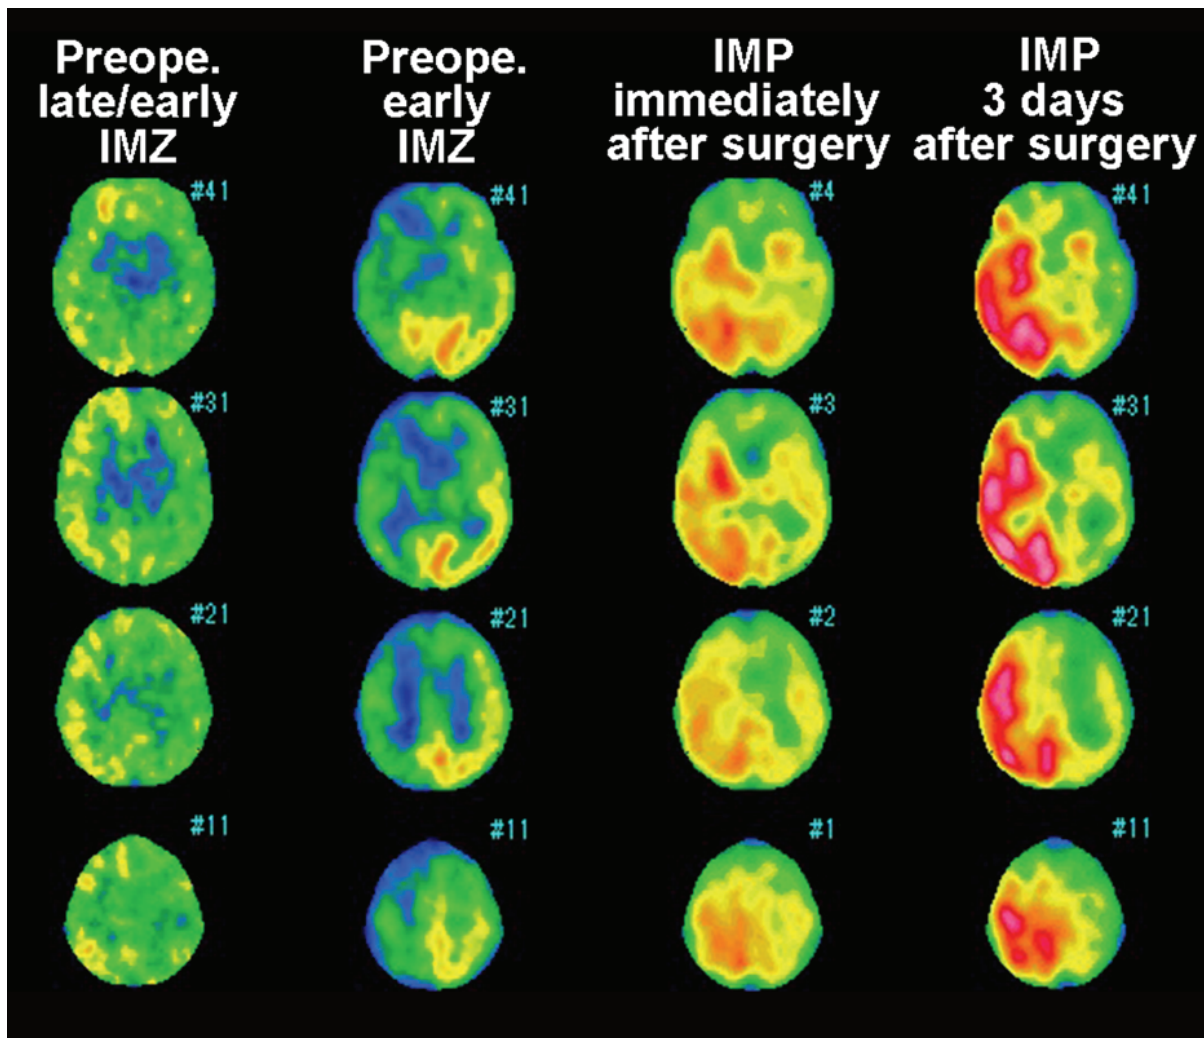 Preope.
late/early
IMZ
Preope.
early
IMZ
IMP
immediately
after surgery
IMP
3 days
after surgery
#41
#41
#4
#41
#31
#31
#3
#31
#21
#21
#2
#21
#11
#11
#1
#11